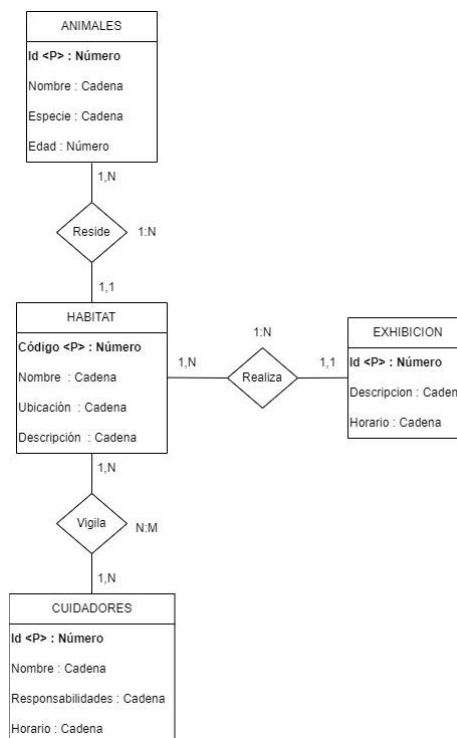 ANIMALES
Id <P> : Número
Nombre : Cadena
Especie : Cadena
Edad : Número
1,N
Reside
1:N
1,1
HABITAT
Código <P> : Número
Nombre : Cadena
Ubicación : Cadena
Descripción : Cadena
1,N
1:N
Realiza
1,1
EXHIBICION
Id <P> : Número
Descripcion : Caden
Horario : Cadena
1,N
Vigila
N:M
1,N
CUIDADORES
Id <P> : Número
Nombre : Cadena
Responsabilidades : Cadena
Horario : Cadena